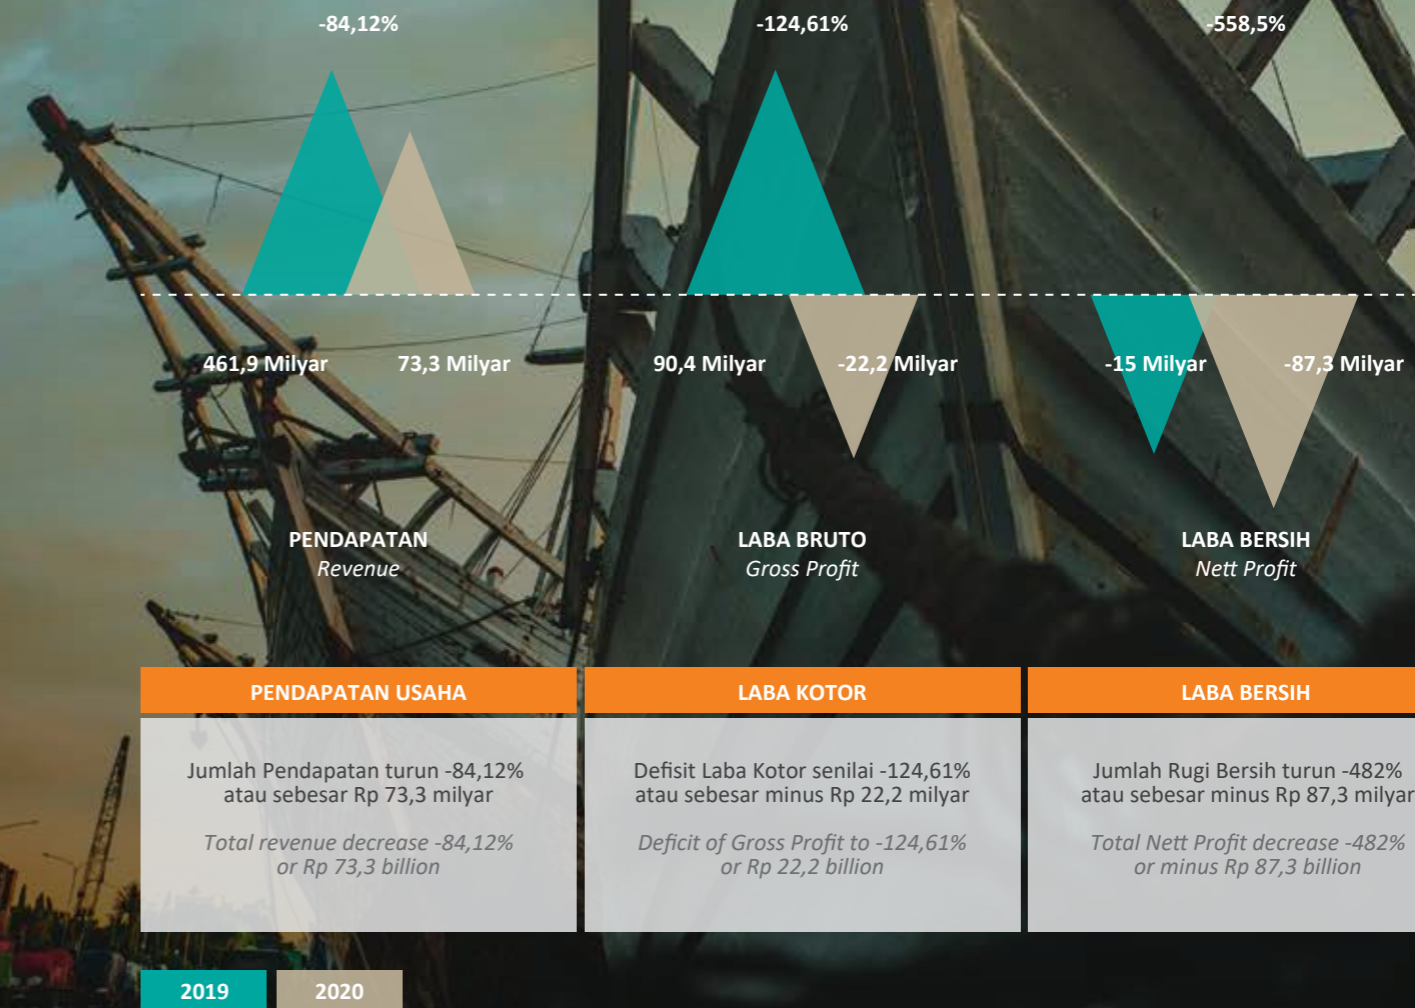 -84,12%
-124,61%
-558,5%
461,9 Milyar
73,3 Milyar
90,4 Milyar
-22,2 Milyar
-15 Milyar
-87,3 Milyar
PENDAPATAN
Revenue
LABA BRUTO
Gross Profit
LABA BERSIH
Nett Profit
PENDAPATAN USAHA
Jumlah Pendapatan turun -84,12%
atau sebesar Rp 73,3 milyar
Total revenue decrease -84,12%
or Rp 73,3 billion
LABA KOTOR
Defisit Laba Kotor senilai -124,61%
atau sebesar minus Rp 22,2 milyar
Deficit of Gross Profit to -124,61%
or Rp 22,2 billion
LABA BERSIH
Jumlah Rugi Bersih turun -482%
atau sebesar minus Rp 87,3 milyar
Total Nett Profit decrease -482%
or minus Rp 87,3 billion
2019
2020